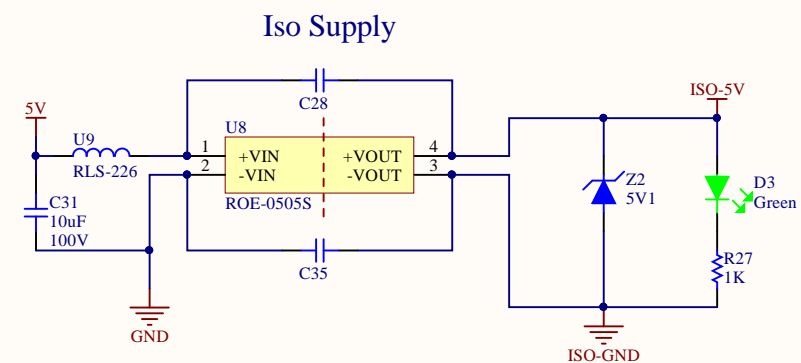 Iso Supply
5V
U9
RLS-226
C31
10uF
100V
GND
C28
U8
1
2
+VIN
-VIN
+VOUT
-VOUT
4
3
ROE-0505S
C35
ISO-5V
Z2
5V1
D3
Green
R27
1K
ISO-GND